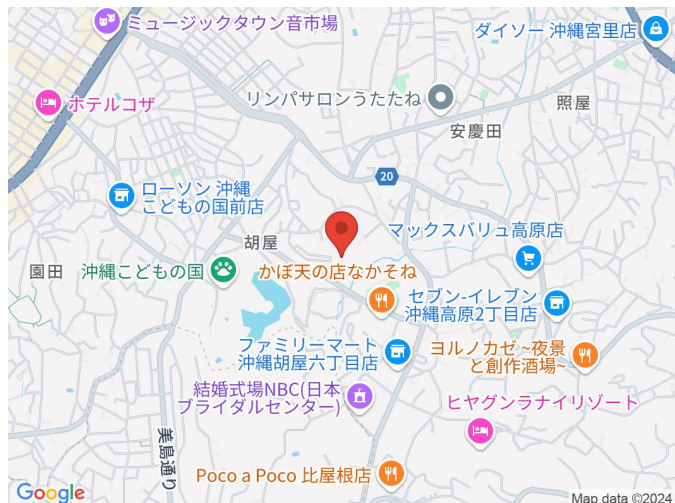 ミュージックタウン音市場
ダイソー 沖縄宮里店
ホテルコザ
リンパサロンうたたね
照屋
安慶田
20
ローソン 沖縄
こどもの国前店
マックスバリュ高原店
胡屋
園田
沖縄こどもの国
かぼ天の店なかそね
セブン-イレブン
沖縄高原2丁目店
ファミリーマート
沖縄胡屋六丁目店
ヨルノカゼ ~夜景
と創作酒場~
結婚式場NBC(日本
ブライダルセンター)
ヒヤグンラナイリゾート
美島通り
Poco a Poco 比屋根店
Google
Map data ©2024